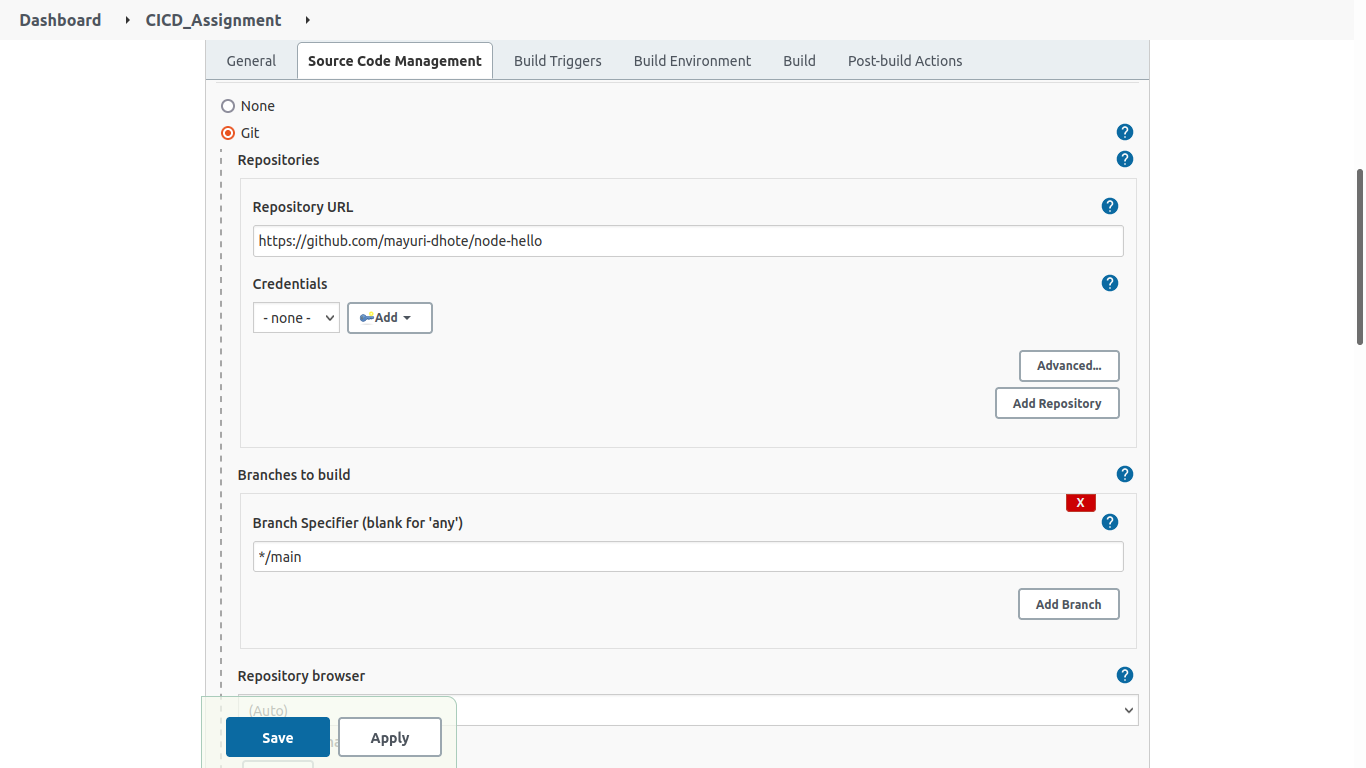 Dashboard CICD_Assignment
General Source Code Management Build Triggers Build Environment Build Post-build Actions
None
Git
?
Repositories
?
Repository URL
?
https://github.com/mayuri-dhote/node-hello
Credentials
?
- none -
Add
Advanced...
Add Repository
Branches to build
?
X
Branch Specifier (blank for 'any')
?
*/main
Add Branch
Repository browser
?
(Auto)
Save
Apply